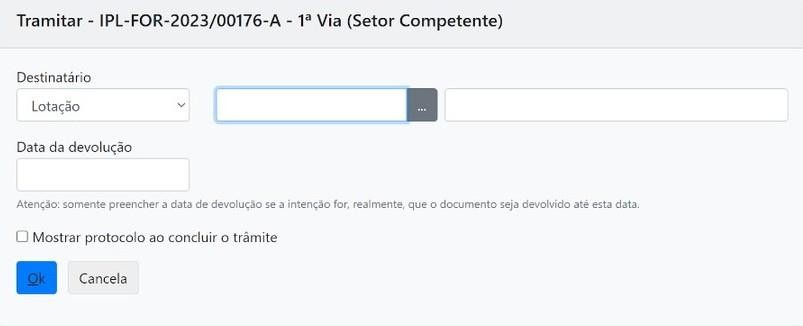 Tramitar - IPL-FOR-2023/00176-A - 1ª Via (Setor Competente)
Destinatário
Lotação
...
Data da devolução
Atenção: somente preencher a data de devolução se a intenção for, realmente, que o documento seja devolvido até esta data.
Mostrar protocolo ao concluir o trâmite
Ok Cancela